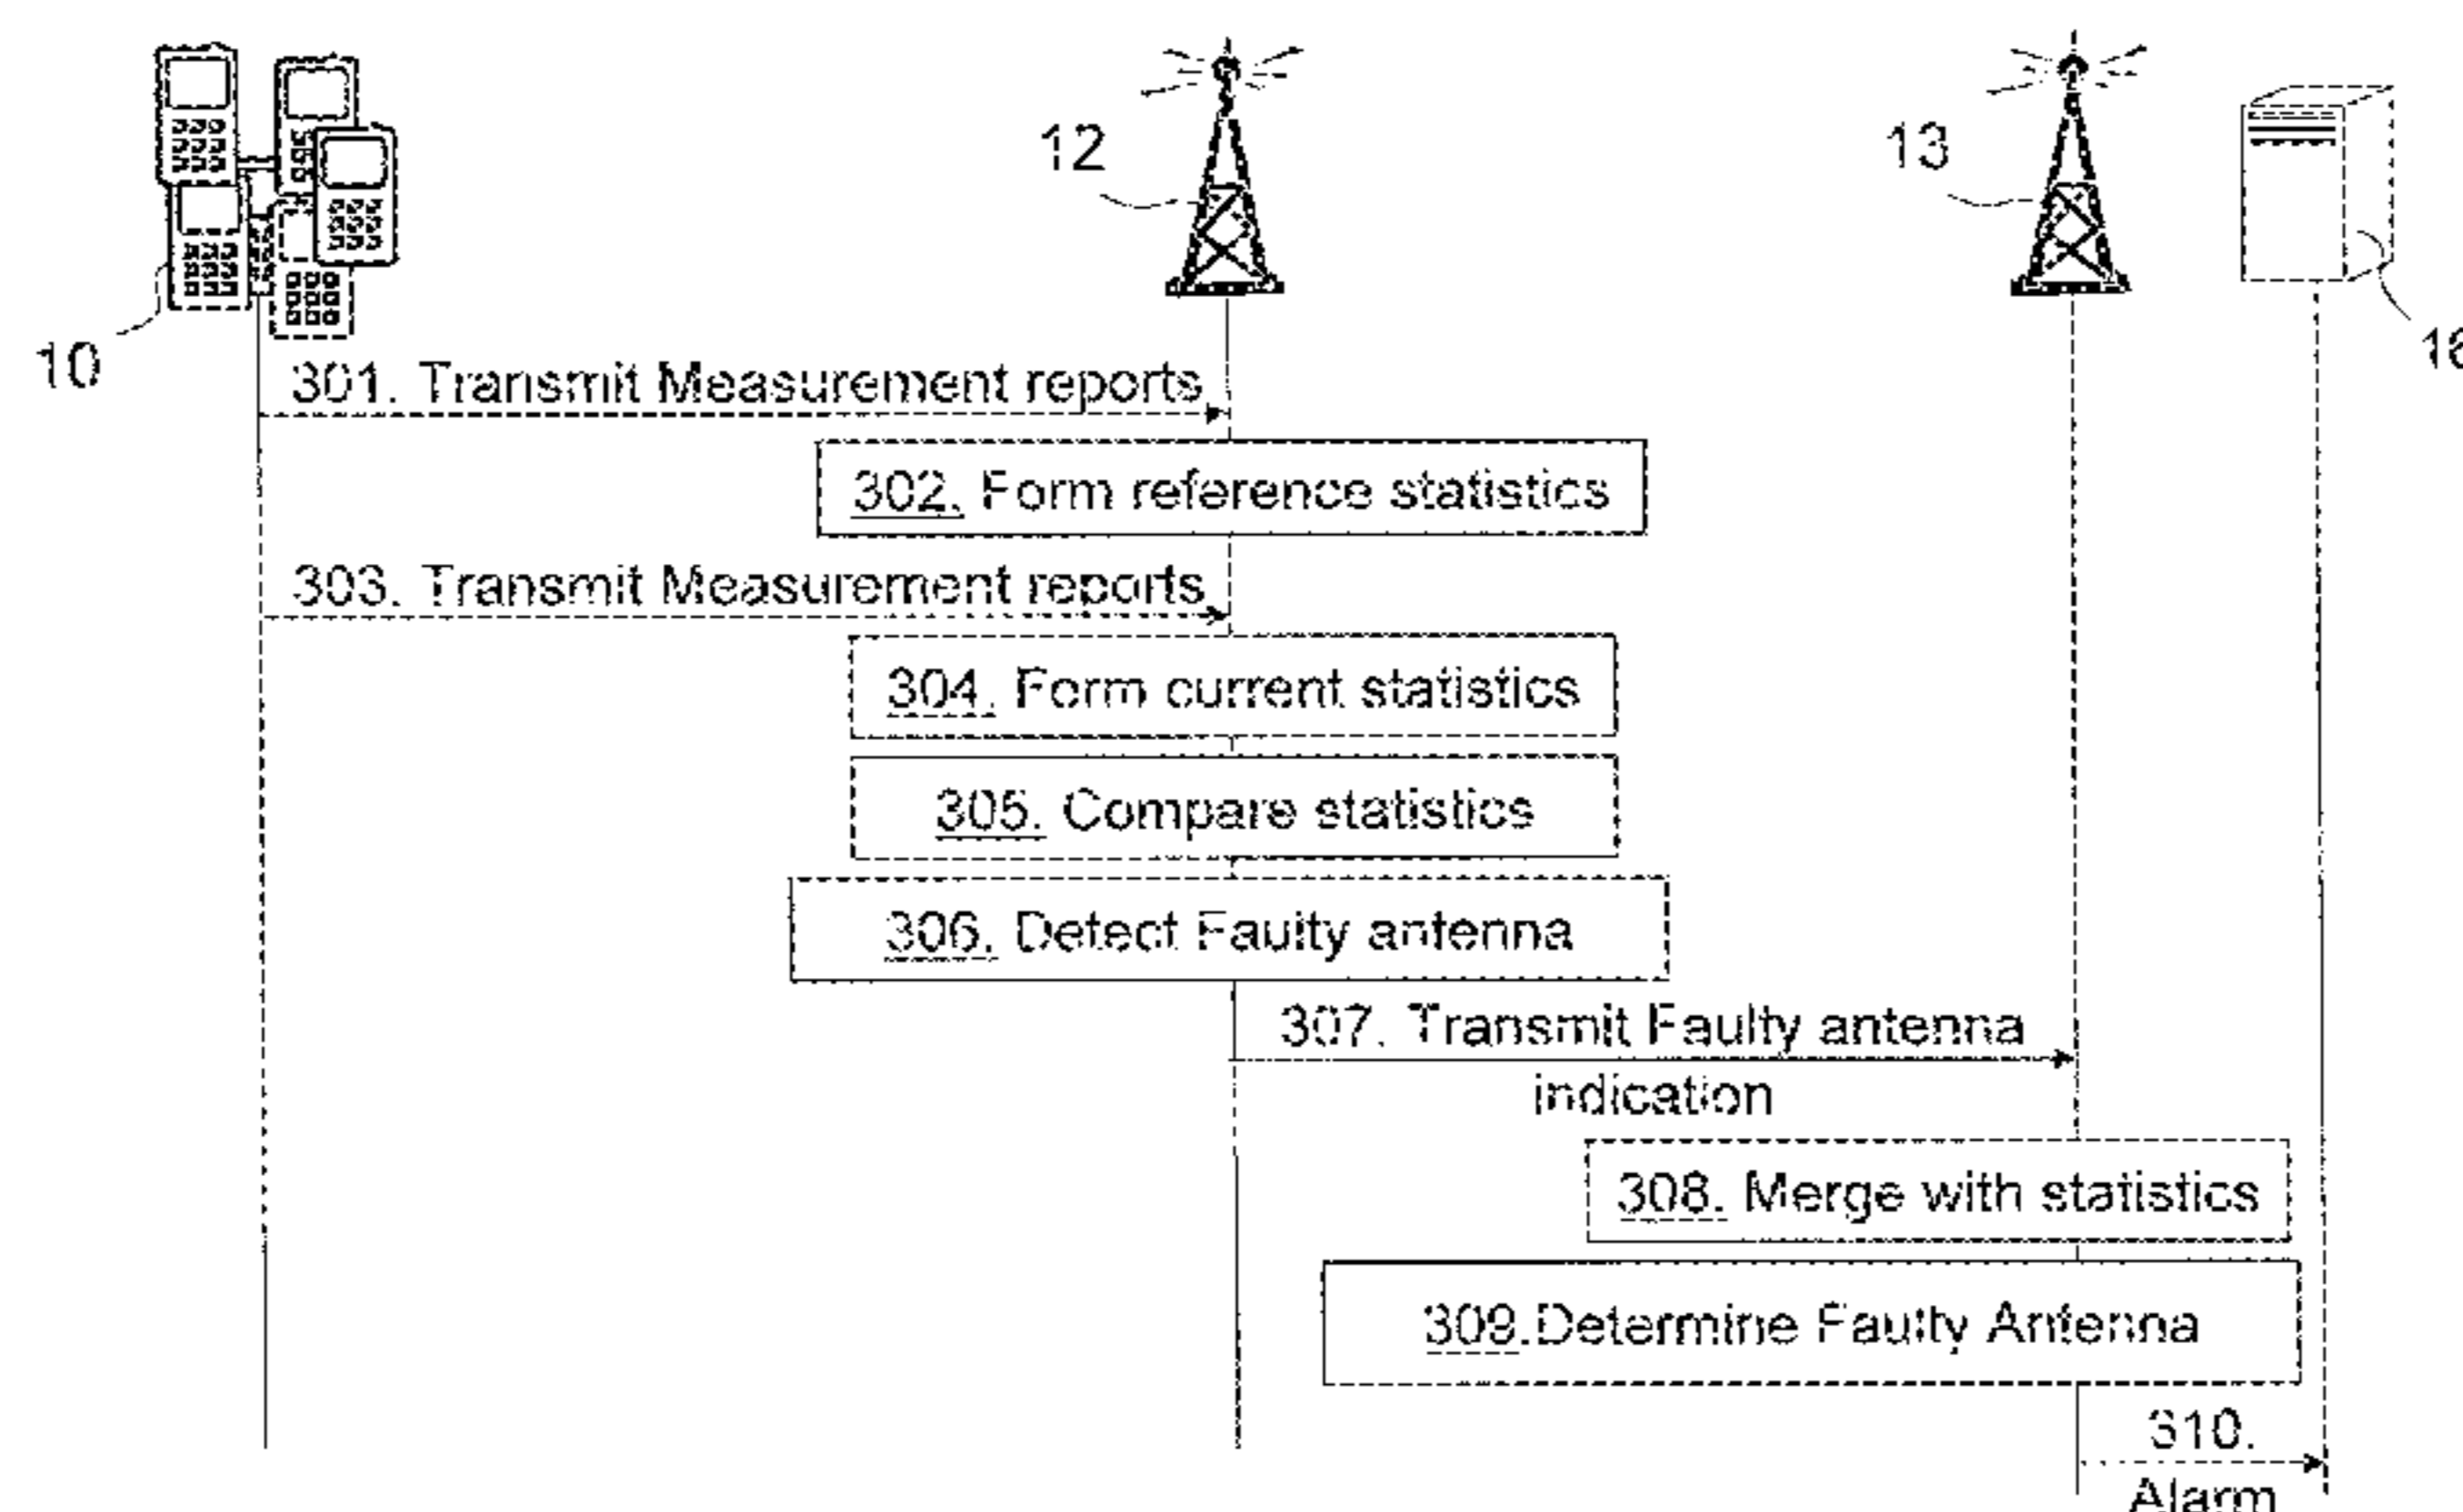 12
13
10
16
301. Transmit Measurement reports
302. Form reference statistics
303. Transmit Measurement reports
304. Form current statistics
305. Compare statistics
306. Detect Faulty antenna
307. Transmit Faulty antenna
indication
308. Merge with statistics
309.Determine Faulty Antenna
310.
Alarm